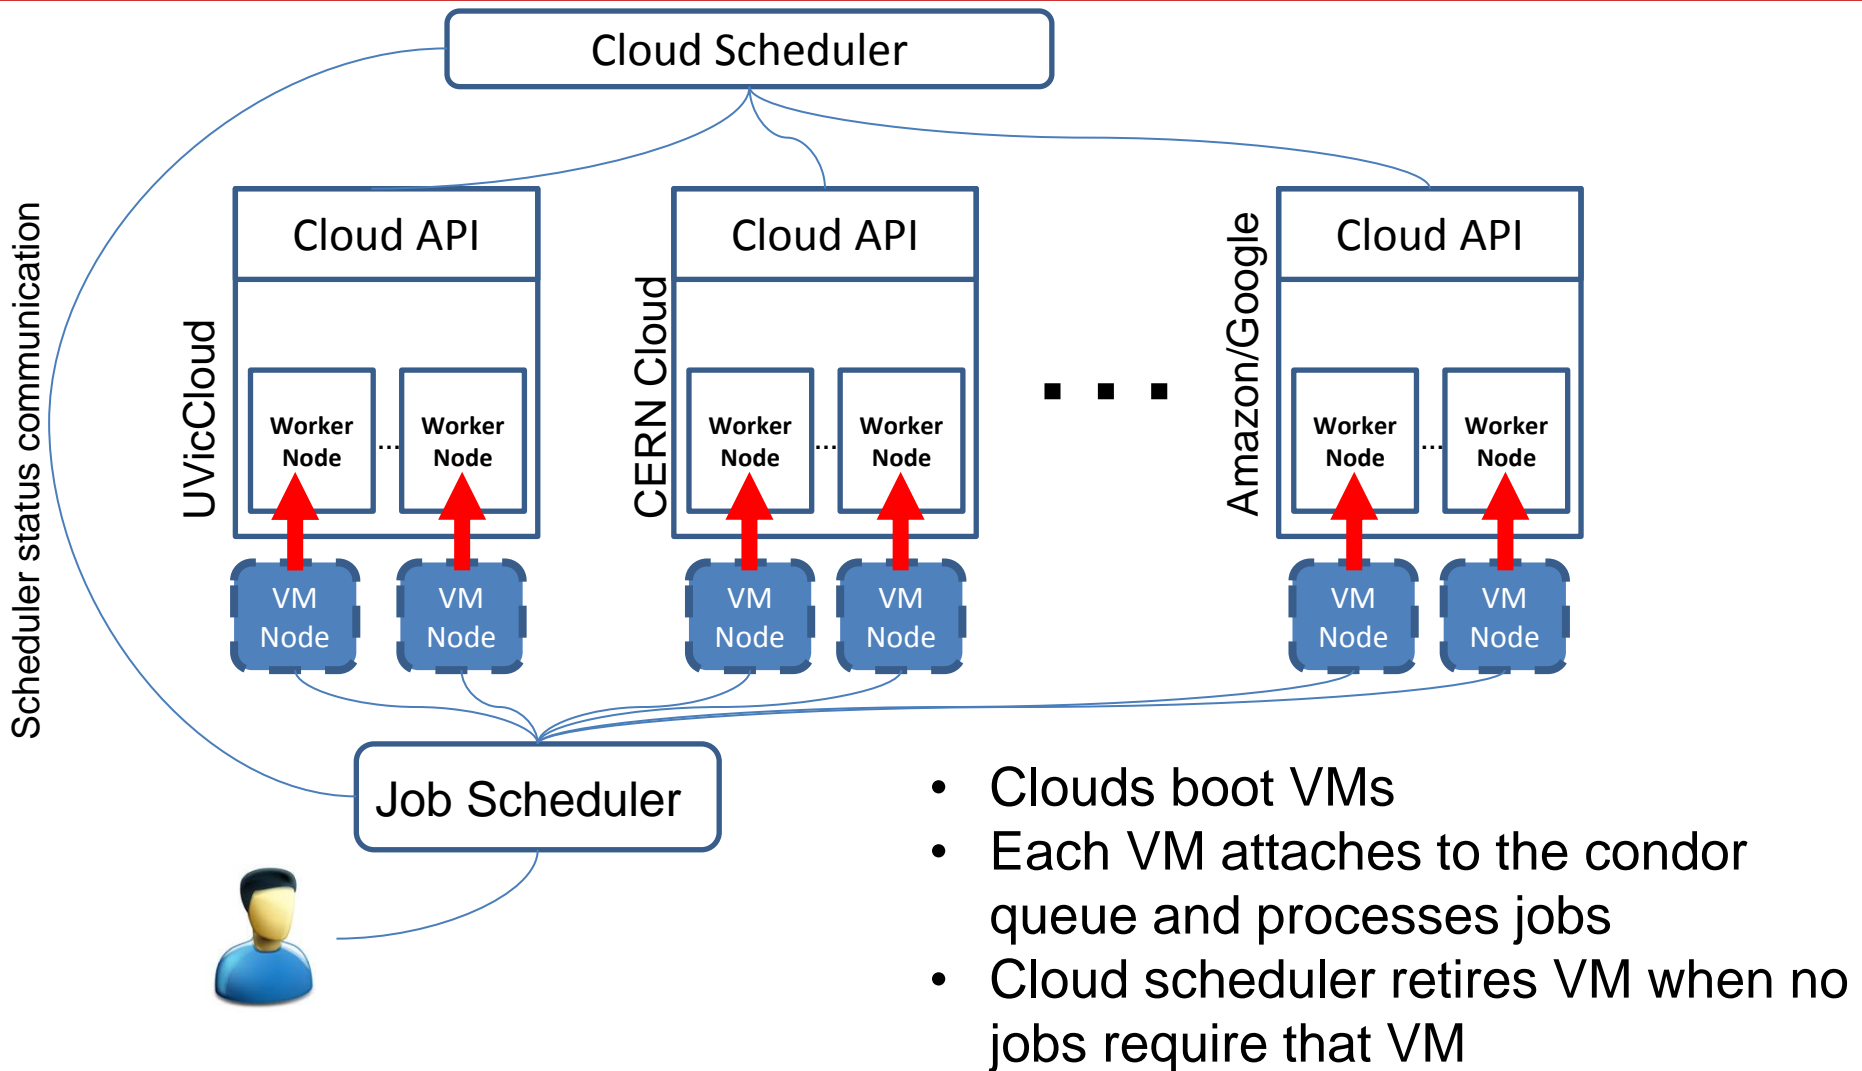 Cloud Scheduler
Scheduler status communication
UVicCloud
Cloud API
Worker
Node
...
Worker
Node
VM
Node
VM
Node
CERN Cloud
Cloud API
Worker
Node
...
Worker
Node
VM
Node
VM
Node
Amazon/Google
Cloud API
Worker
Node
...
Worker
Node
VM
Node
VM
Node
Job Scheduler
• Clouds boot VMs
• Each VM attaches to the condor
queue and processes jobs
• Cloud scheduler retires VM when no
jobs require that VM